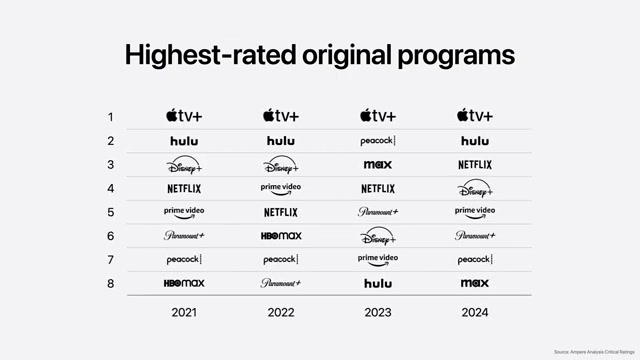 Highest-rated original programs
1 tv+ tv+ tv+ tv+
2 hulu hulu peacock hulu
3 Disney+ Disney+ max NETFLIX
4 NETFLIX prime video NETFLIX Disney+
5 prime video NETFLIX Paramount+ prime video
6 Paramount+ HBOmax Disney+ Paramount+
7 peacock peacock prime video peacock
8 HBOmax Paramount+ hulu max
2021 2022 2023 2024
Source: Ampere Analysis Critical Ratings